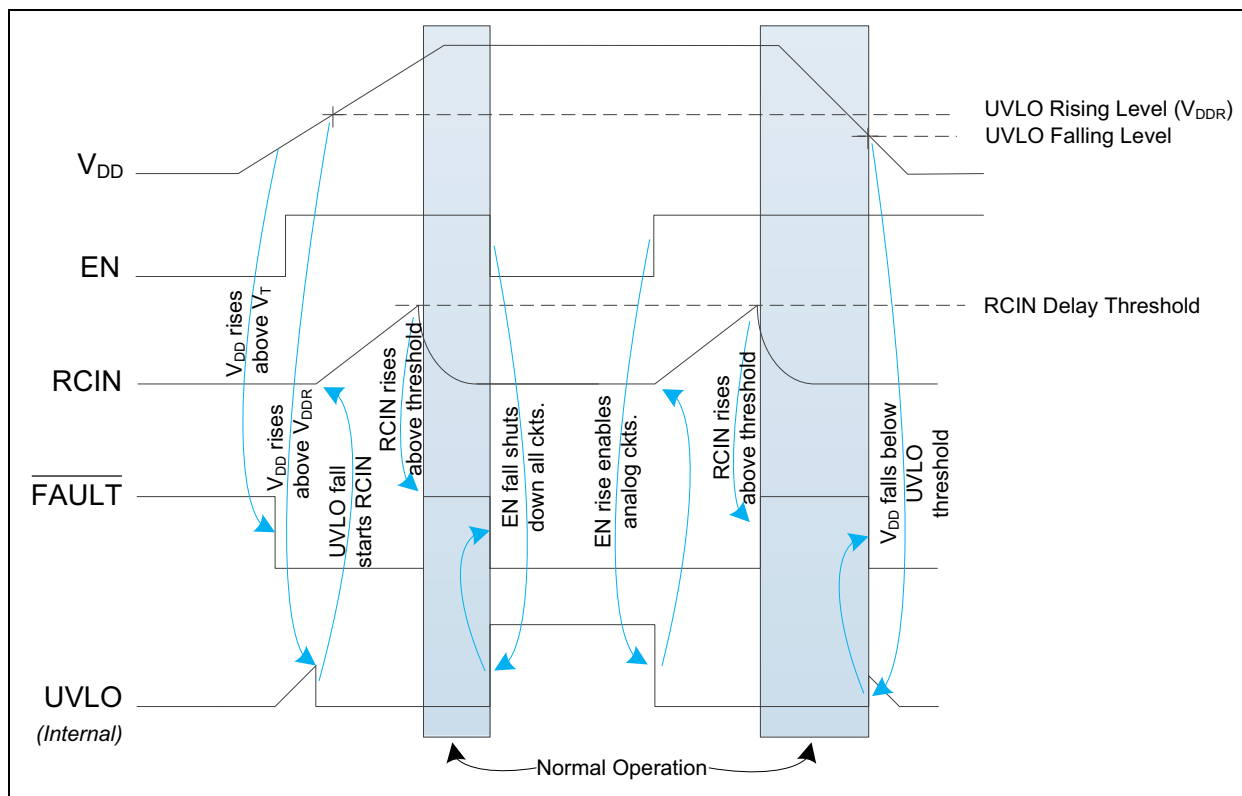 UVLO Rising Level (VDDR)
UVLO Falling Level
VDD
EN
RCIN Delay Threshold
RCIN
FAULT
UVLO
(Internal)
VDD rises
above VT
VDD rises
above VDDR
UVLO fall
starts RCIN
RCIN rises
above threshold
EN fall shuts
down all ckts.
EN rise enables
analog ckts.
RCIN rises
above threshold
VDD falls below
UVLO
threshold
Normal Operation